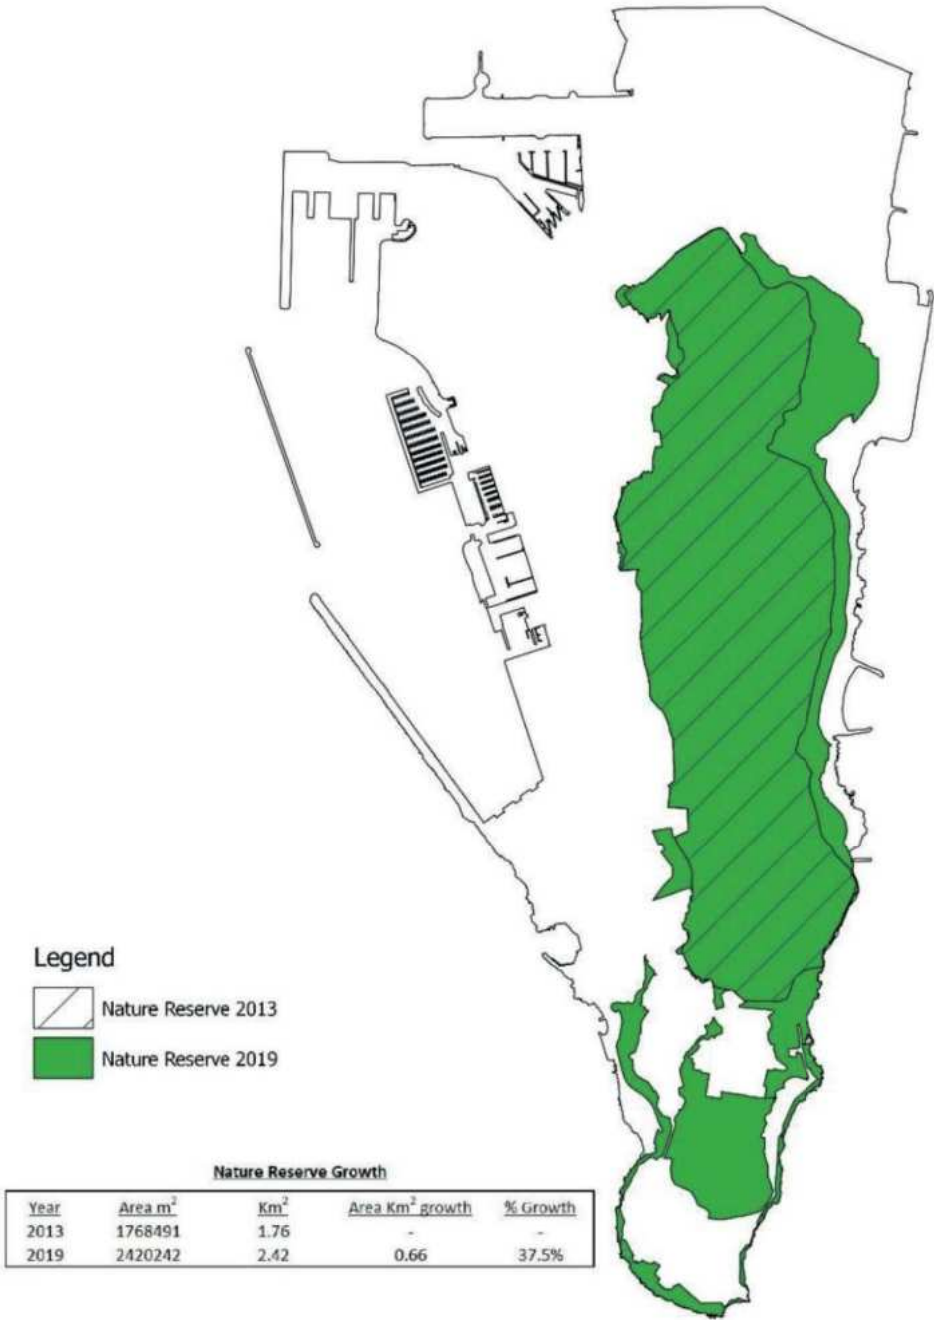 Legend
Nature Reserve 2013
Nature Reserve 2019
Nature Reserve Growth
Year Area m² Km² Area Km² growth % Growth
2013 1768491 1.76 - -
2019 2420242 2.42 0.66 37.5%